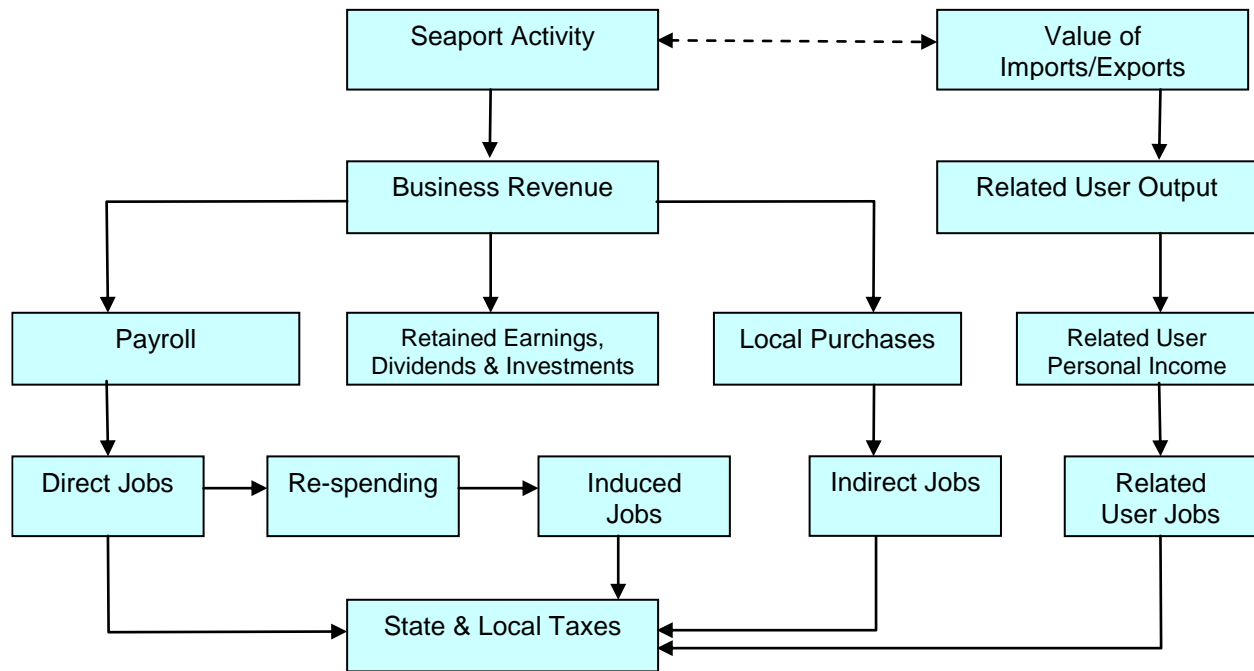 Seaport Activity
Value of
Imports/Exports
Business Revenue
Related User Output
Payroll
Retained Earnings,
Dividends & Investments
Local Purchases
Related User
Personal Income
Direct Jobs
Re-spending
Induced
Jobs
Indirect Jobs
Related
User Jobs
State & Local Taxes